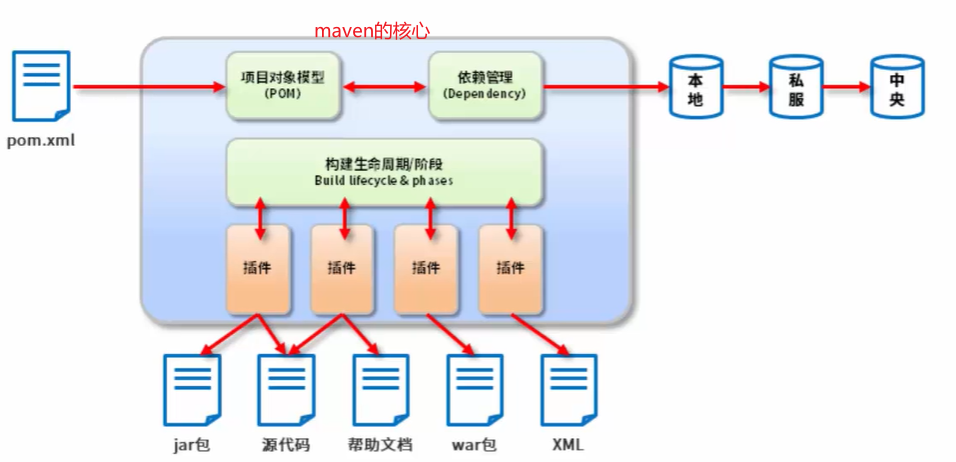 maven的核心
项目对象模型
(POM)
依赖管理
(Dependency)
本
地
私
服
中
央
pom.xml
构建生命周期/阶段
Build lifecycle & phases
插件
插件
插件
插件
jar包
源代码
帮助文档
war包
XML